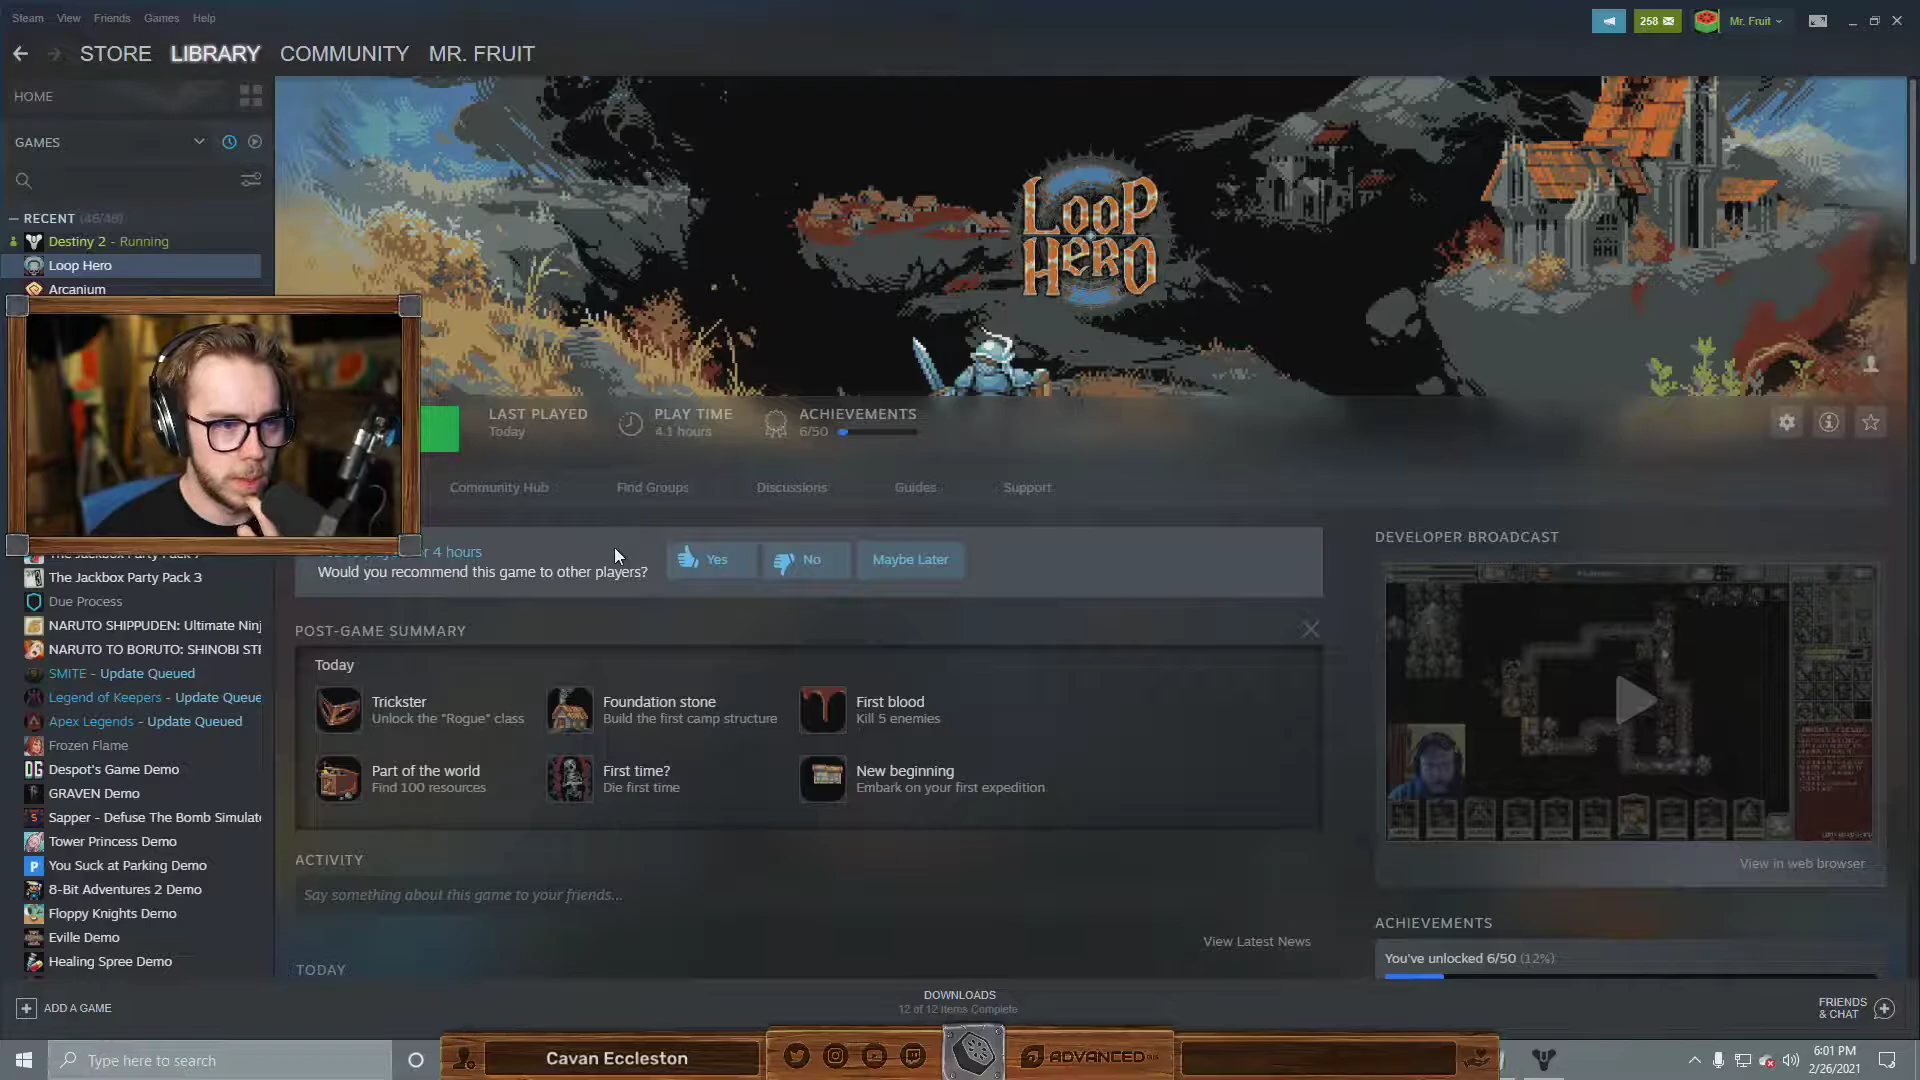 Steam View Friends Games Help
258
Mr. Fruit
STORE LIBRARY COMMUNITY MR. FRUIT
HOME
GAMES
RECENT (46/48)
Destiny 2 - Running
Loop Hero
Arcanium
The Jackbox Party Pack 3
Due Process
NARUTO SHIPPUDEN: Ultimate Ninj
NARUTO TO BORUTO: SHINOBI STR
SMITE - Update Queued
Legend of Keepers - Update Queue
Apex Legends - Update Queued
Frozen Flame
Despot's Game Demo
GRAVEN Demo
Sapper - Defuse The Bomb Simulat
Tower Princess Demo
You Suck at Parking Demo
8-Bit Adventures 2 Demo
Floppy Knights Demo
Eville Demo
Healing Spree Demo
LOOP
HERO
LAST PLAYED
Today
PLAY TIME
4.1 hours
ACHIEVEMENTS
6/50
Community Hub
Find Groups
Discussions
Guides
Support
4 hours
Would you recommend this game to other players?
Yes
No
Maybe Later
POST-GAME SUMMARY
Today
Trickster
Unlock the "Rogue" class
Foundation stone
Build the first camp structure
First blood
Kill 5 enemies
Part of the world
Find 100 resources
First time?
Die first time
New beginning
Embark on your first expedition
ACTIVITY
Say something about this game to your friends...
View Latest News
TODAY
DEVELOPER BROADCAST
View in web browser
ACHIEVEMENTS
You've unlocked 6/50 (12%)
ADD A GAME
DOWNLOADS
12 of 12 Items Complete
FRIENDS
& CHAT
Type here to search
Cavan Eccleston
ADVANCED
6:01 PM
2/26/2021